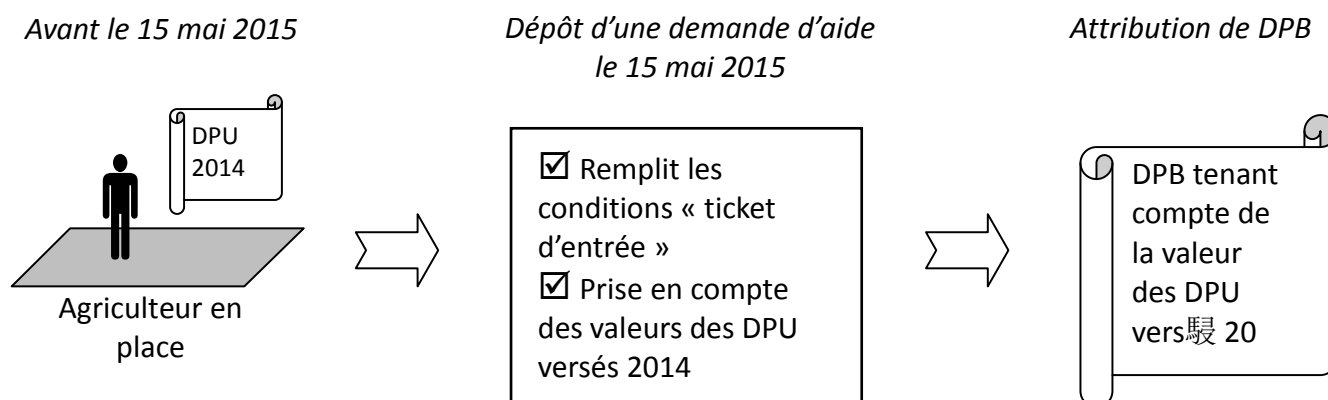 Avant le 15 mai 2015
Dépôt d'une demande d'aide
le 15 mai 2015
Attribution de DPB
DPU
2014
Agriculteur en
place
☑ Remplit les
conditions « ticket
d'entrée »
☑ Prise en compte
des valeurs des DPU
versés 2014
DPB tenant
compte de
la valeur
des DPU
vers駸 20